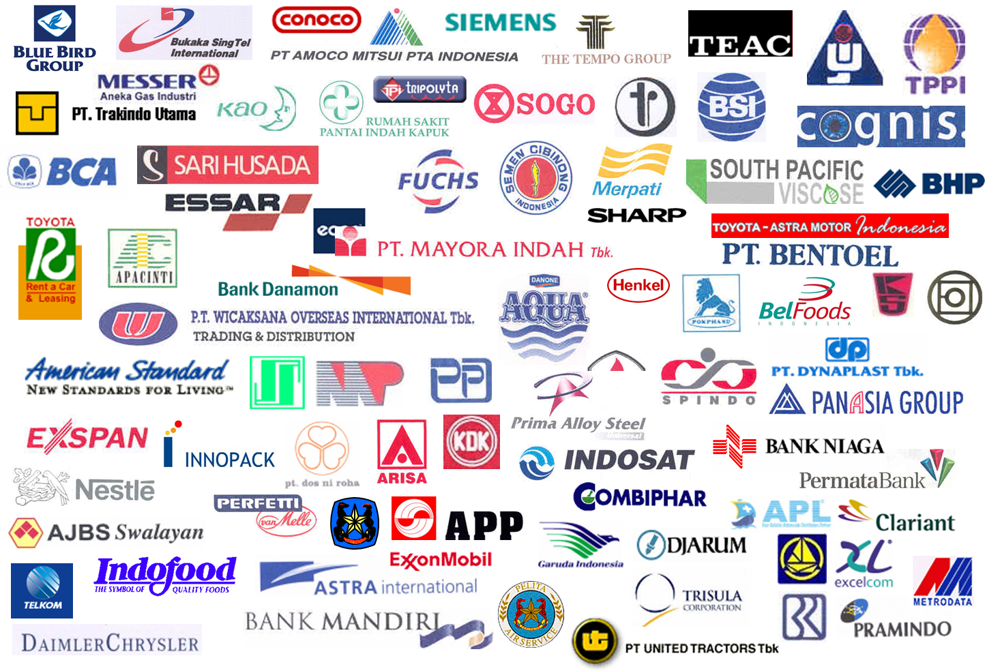 BLUE BIRD
GROUP
Bukaka SingTel
International
conoco
PT AMOCO MITSUI PTA INDONESIA
SIEMENS
THE TEMPO GROUP
TEAC
TPPI
MESSER
Aneka Gas Industri
PT. Trakindo Utama
Kao
TPI TRIPOLYTA
RUMAH SAKIT
PANTAI INDAH KAPUK
SOGO
BSI
cognis.
BCA
SARI HUSADA
ESSAR
FUCHS
SEMEN CIBINONG
INDONESIA
Merpati
SHARP
SOUTH PACIFIC
VISCOSE
BHP
TOYOTA - ASTRA MOTOR Indonesia
TOYOTA
R
Rent a Car
& Leasing
AC
APACINTI
PT. MAYORA INDAH Tbk.
PT. BENTOEL
Bank Danamon
DANONE
AQUA
Henkel
POKPHAND
BelFoods
INDONESIA
KS
P.T. WICAKSANA OVERSEAS INTERNATIONAL Tbk.
TRADING & DISTRIBUTION
American Standard
NEW STANDARDS FOR LIVING™
PP
Prima Alloy Steel
Universal
SPINDO
dp
PT. DYNAPLAST Tbk.
PANASIA GROUP
EXSPAN
INNOPACK
pt. dos ni roha
ARISA
KDK
INDOSAT
BANK NIAGA
PermataBank
Nestlé
PERFETTI
van Melle
APP
COMBIPHAR
APL
Clariant
AJBS Swalayan
ExxonMobil
Garuda Indonesia
DJARUM
XL
excelcom
METRODATA
TELKOM
Indofood
THE SYMBOL OF QUALITY FOODS
ASTRA international
TRISULA
CORPORATION
BANK MANDIRI
PELITA
AIR SERVICE
ut
PT UNITED TRACTORS Tbk
PRAMINDO
DAIMLERCHRYSLER